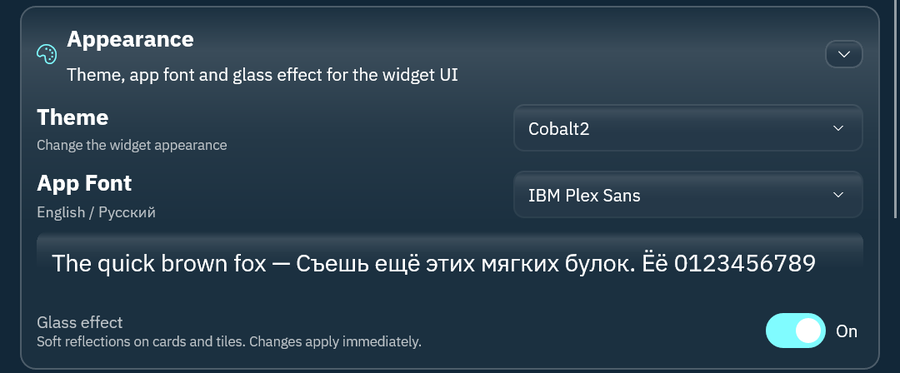 Appearance
Theme, app font and glass effect for the widget UI
Theme
Change the widget appearance
Cobalt2
App Font
English / Русский
IBM Plex Sans
The quick brown fox — Съешь ещё этих мягких булок. Ёё 0123456789
Glass effect
Soft reflections on cards and tiles. Changes apply immediately.
On